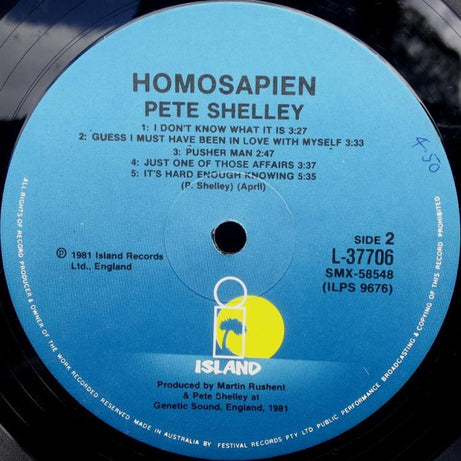 HOMOSAPIEN
PETE SHELLEY
1: I DON'T KNOW WHAT IT IS 3:27
2: GUESS I MUST HAVE BEEN IN LOVE WITH MYSELF 3:33
3: PUSHER MAN 2:47
4: JUST ONE OF THOSE AFFAIRS 3:37
5: IT'S HARD ENOUGH KNOWING 5:35
(P. Shelley) (April)
4-50
℗ 1981 Island Records
Ltd., England
SIDE 2
L-37706
SMX-58548
(ILPS 9676)
i
ISLAND
Produced by Martin Rushent
& Pete Shelley at
Genetic Sound, England, 1981
ALL RIGHTS OF RECORD PRODUCER & OWNER OF THE WORK RECORDED RESERVED MADE IN AUSTRALIA BY FESTIVAL RECORDS PTY LTD PUBLIC PERFORMANCE BROADCASTING & COPYING OF THIS RECORD PROHIBITED